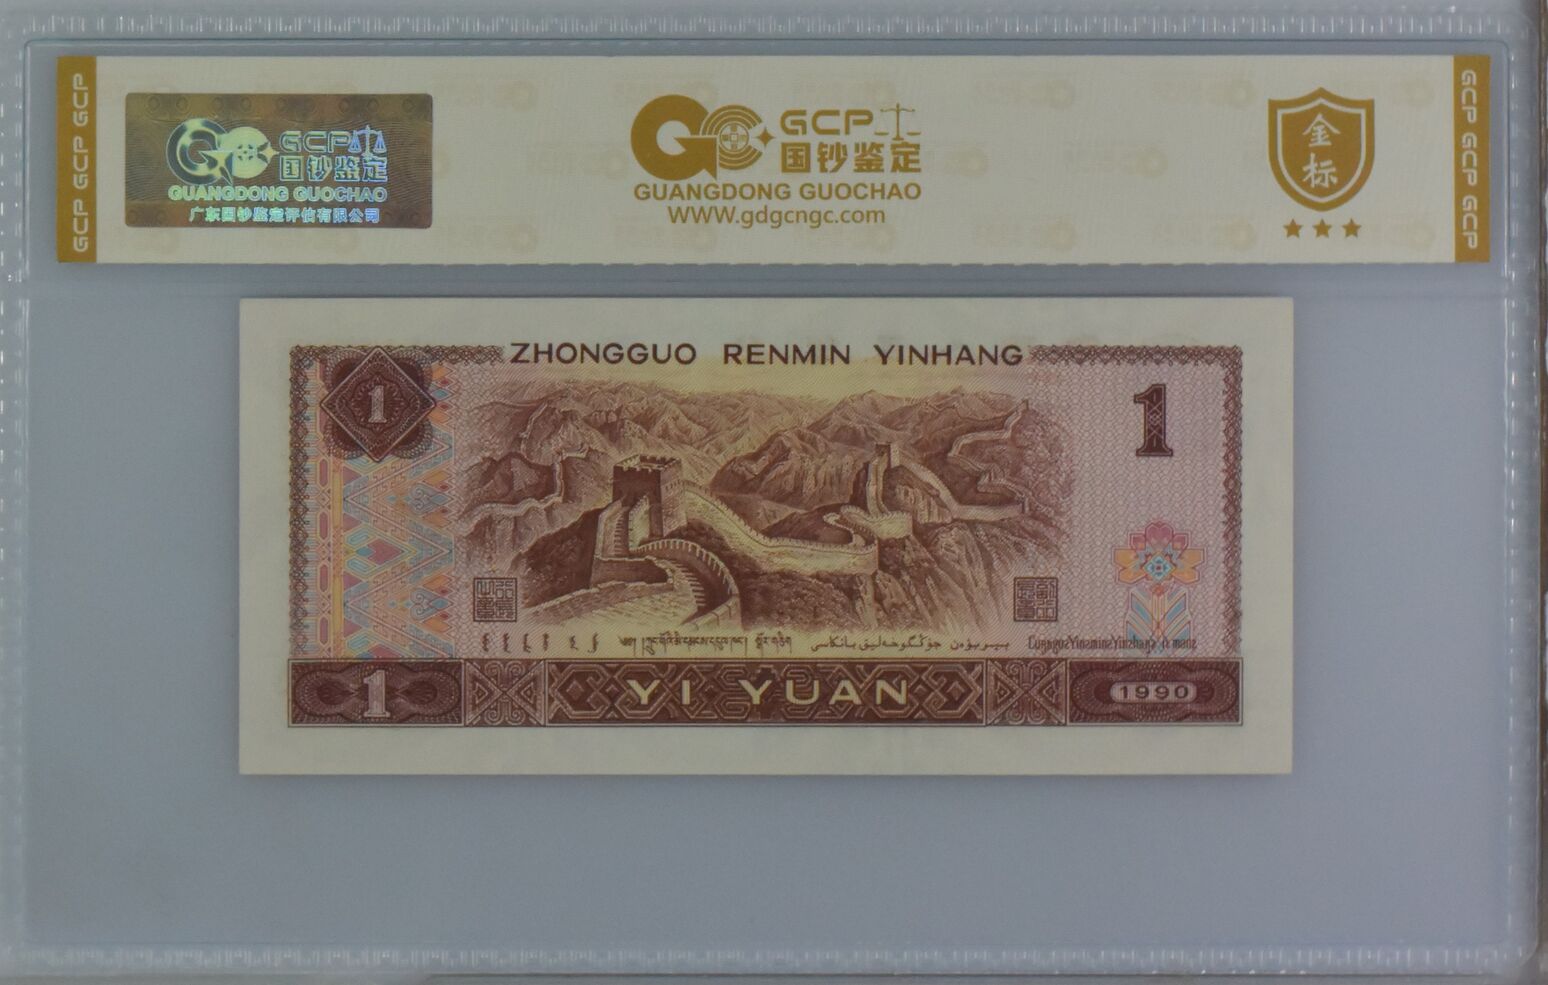 GCP GCP GCP
GCP
国钞鉴定
GUANGDONG GUOCHAO
广东国钞鉴定评估有限公司
GCP
国钞鉴定
GUANGDONG GUOCHAO
WWW.gdgcngc.com
金
标
GCP GCP GCP
ZHONGGUO RENMIN YINHANG
1
1
1
YI YUAN
1990